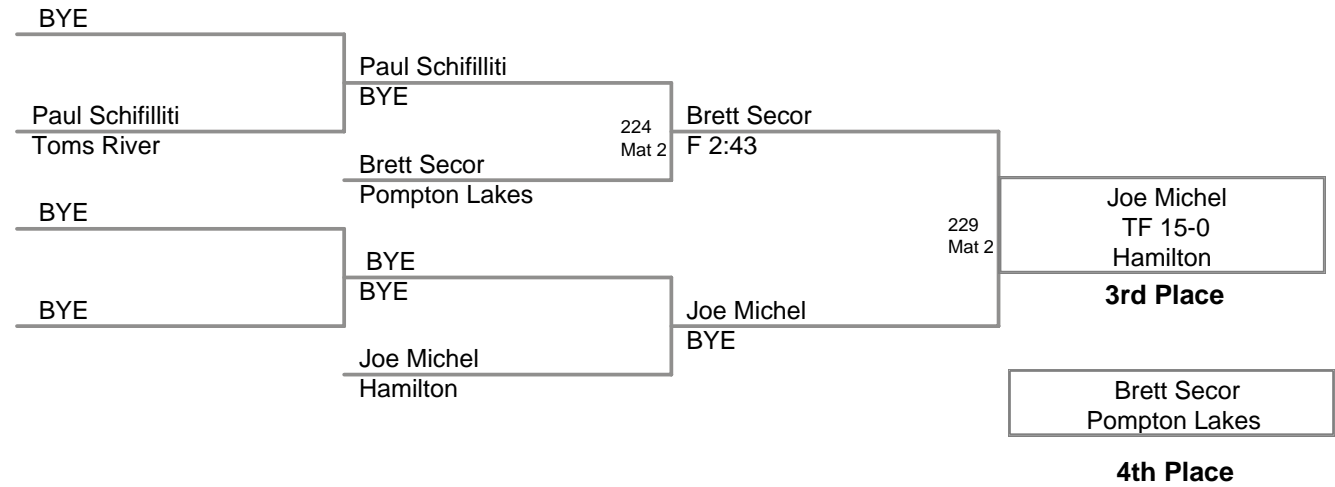 BYE
Paul Schifilliti
BYE
Paul Schifilliti
Toms River
224
Mat 2
Brett Secor
F 2:43
Brett Secor
Pompton Lakes
BYE
Joe Michel
TF 15-0
Hamilton
3rd Place
229
Mat 2
BYE
BYE
BYE
Joe Michel
BYE
Joe Michel
Hamilton
Brett Secor
Pompton Lakes
4th Place